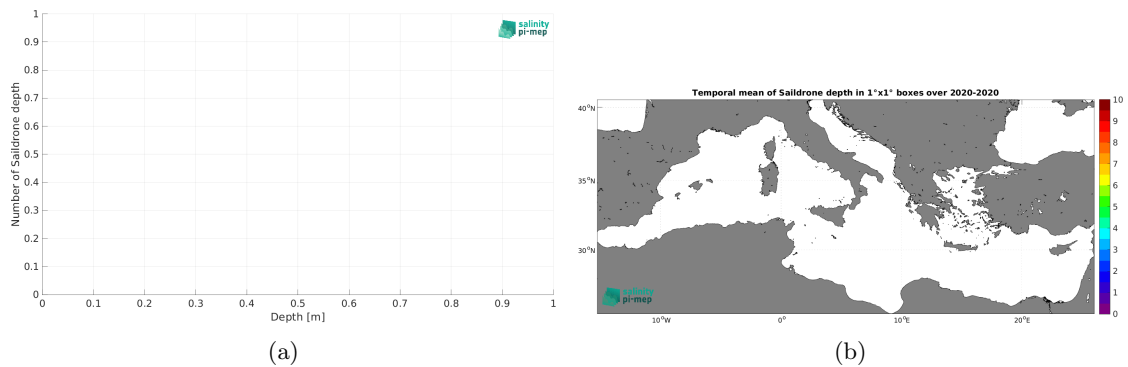 1
0.9
0.8
0.7
0.6
0.5
0.4
0.3
0.2
0.1
0
Number of Saildrone depth
0 0.1 0.2 0.3 0.4 0.5 0.6 0.7 0.8 0.9 1
Depth [m]
salinity
pi-mep
(a)
Temporal mean of Saildrone depth in 1°x1° boxes over 2020-2020
40°N
35°N
30°N
10°W 0° 10°E 20°E
salinity
pi-mep
10
9
8
7
6
5
4
3
2
1
0
(b)